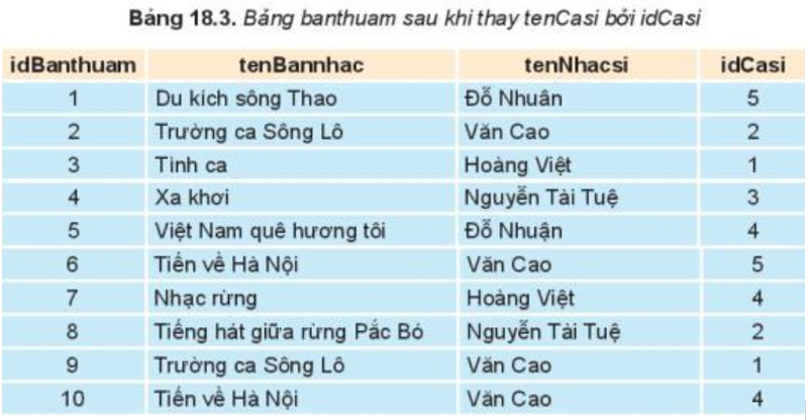 Bảng 18.3. Bảng banthuam sau khi thay tenCasi bởi idCasi
idBanthuam tenBannhac tenNhacsi idCasi
1 Du kích sông Thao Đỗ Nhuân 5
2 Trường ca Sông Lô Văn Cao 2
3 Tình ca Hoàng Việt 1
4 Xa khơi Nguyễn Tài Tuệ 3
5 Việt Nam quê hương tôi Đỗ Nhuận 4
6 Tiến về Hà Nội Văn Cao 5
7 Nhạc rừng Hoàng Việt 4
8 Tiếng hát giữa rừng Pắc Bó Nguyễn Tài Tuệ 2
9 Trường ca Sông Lô Văn Cao 1
10 Tiến về Hà Nội Văn Cao 4